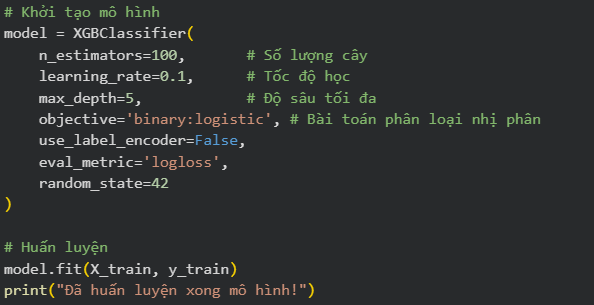 # Khởi tạo mô hình
model = XGBClassifier(
    n_estimators=100,      # Số lượng cây
    learning_rate=0.1,     # Tốc độ học
    max_depth=5,           # Độ sâu tối đa
    objective='binary:logistic', # Bài toán phân loại nhị phân
    use_label_encoder=False,
    eval_metric='logloss',
    random_state=42
)
# Huấn luyện
model.fit(X_train, y_train)
print("Đã huấn luyện xong mô hình!")